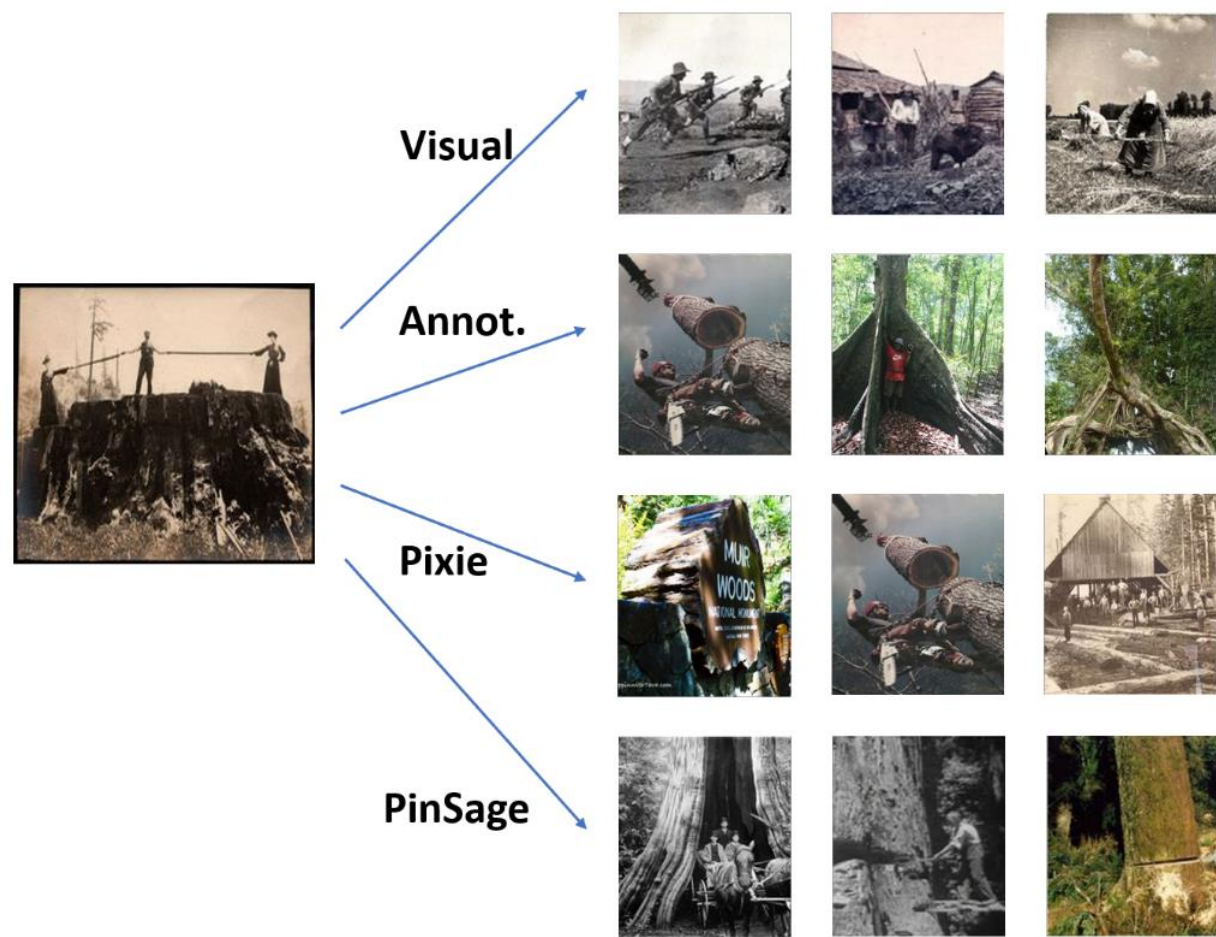 Visual
Annot.
Pixie
MUIR
WOODS
NATIONAL MONUMENT
PinSage